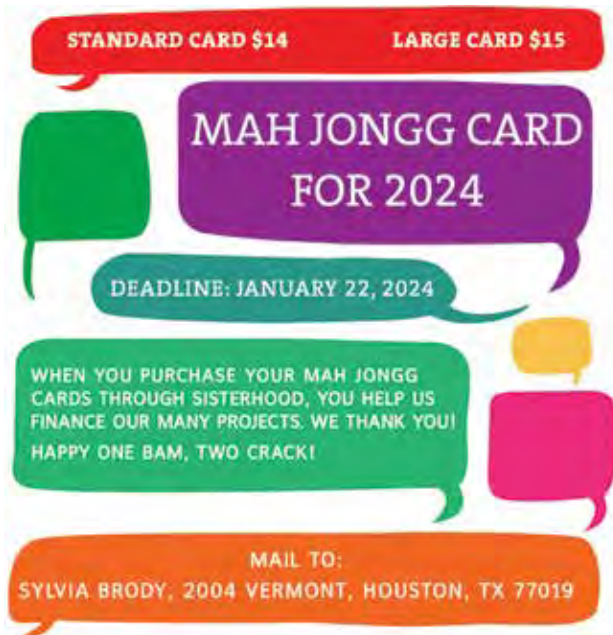 STANDARD CARD $14 LARGE CARD $15
MAH JONGG CARD
FOR 2024
DEADLINE: JANUARY 22, 2024
WHEN YOU PURCHASE YOUR MAH JONGG
CARDS THROUGH SISTERHOOD, YOU HELP US
FINANCE OUR MANY PROJECTS. WE THANK YOU!
HAPPY ONE BAM, TWO CRACK!
MAIL TO:
SYLVIA BRODY, 2004 VERMONT, HOUSTON, TX 77019